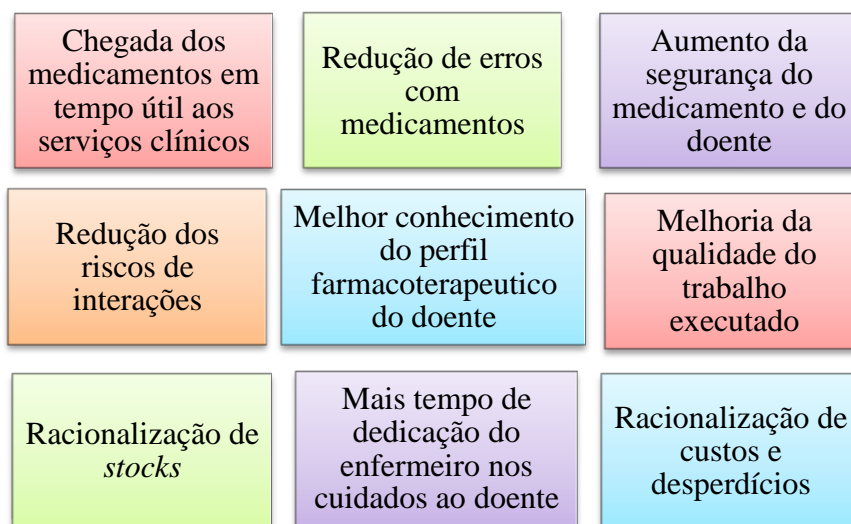 Chegada dos
medicamentos em
tempo útil aos
serviços clínicos
Redução de erros
com
medicamentos
Aumento da
segurança do
medicamento e do
doente
Redução dos
riscos de
interações
Melhor conhecimento
do perfil
farmacoterapeutico
do doente
Melhoria da
qualidade do
trabalho
executado
Racionalização de
stocks
Mais tempo de
dedicação do
enfermeiro nos
cuidados ao doente
Racionalização de
custos e
desperdícios